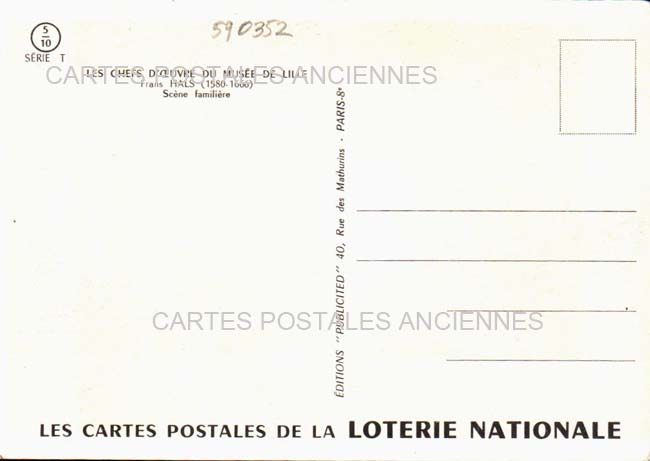 5
10
SÉRIE T
590352
LES CHEFS D'ŒUVRE DU MUSÉE DE LILLE
Frans HALS (1580-1666)
Scène familière
CARTES POSTALES ANCIENNES
ÉDITIONS "PUBLICITED" 40, Rue des Mathurins - PARIS-8e
CARTES POSTALES ANCIENNES
LES CARTES POSTALES DE LA LOTERIE NATIONALE